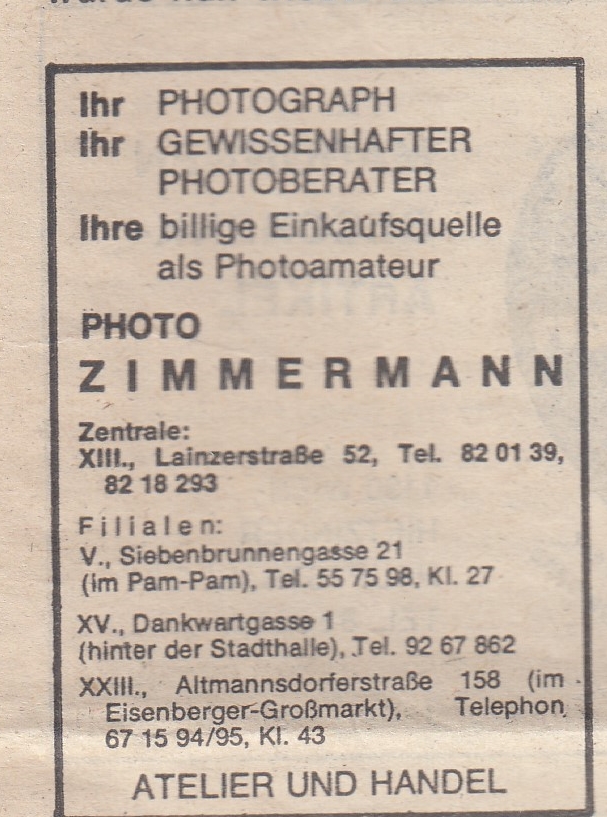 Ihr PHOTOGRAPH
Ihr GEWISSENHAFTER
PHOTOBERATER
Ihre billige Einkaufsquelle
als Photoamateur
PHOTO
ZIMMERMANN
Zentrale:
XIII., Lainzerstraße 52, Tel. 82 01 39,
82 18 293
Filialen:
V., Siebenbrunnengasse 21
(im Pam-Pam), Tel. 55 75 98, Kl. 27
XV., Dankwartgasse 1
(hinter der Stadthalle), Tel. 92 67 862
XXIII., Altmannsdorferstraße 158 (im
Eisenberger-Großmarkt), Telephon
67 15 94/95, Kl. 43
ATELIER UND HANDEL